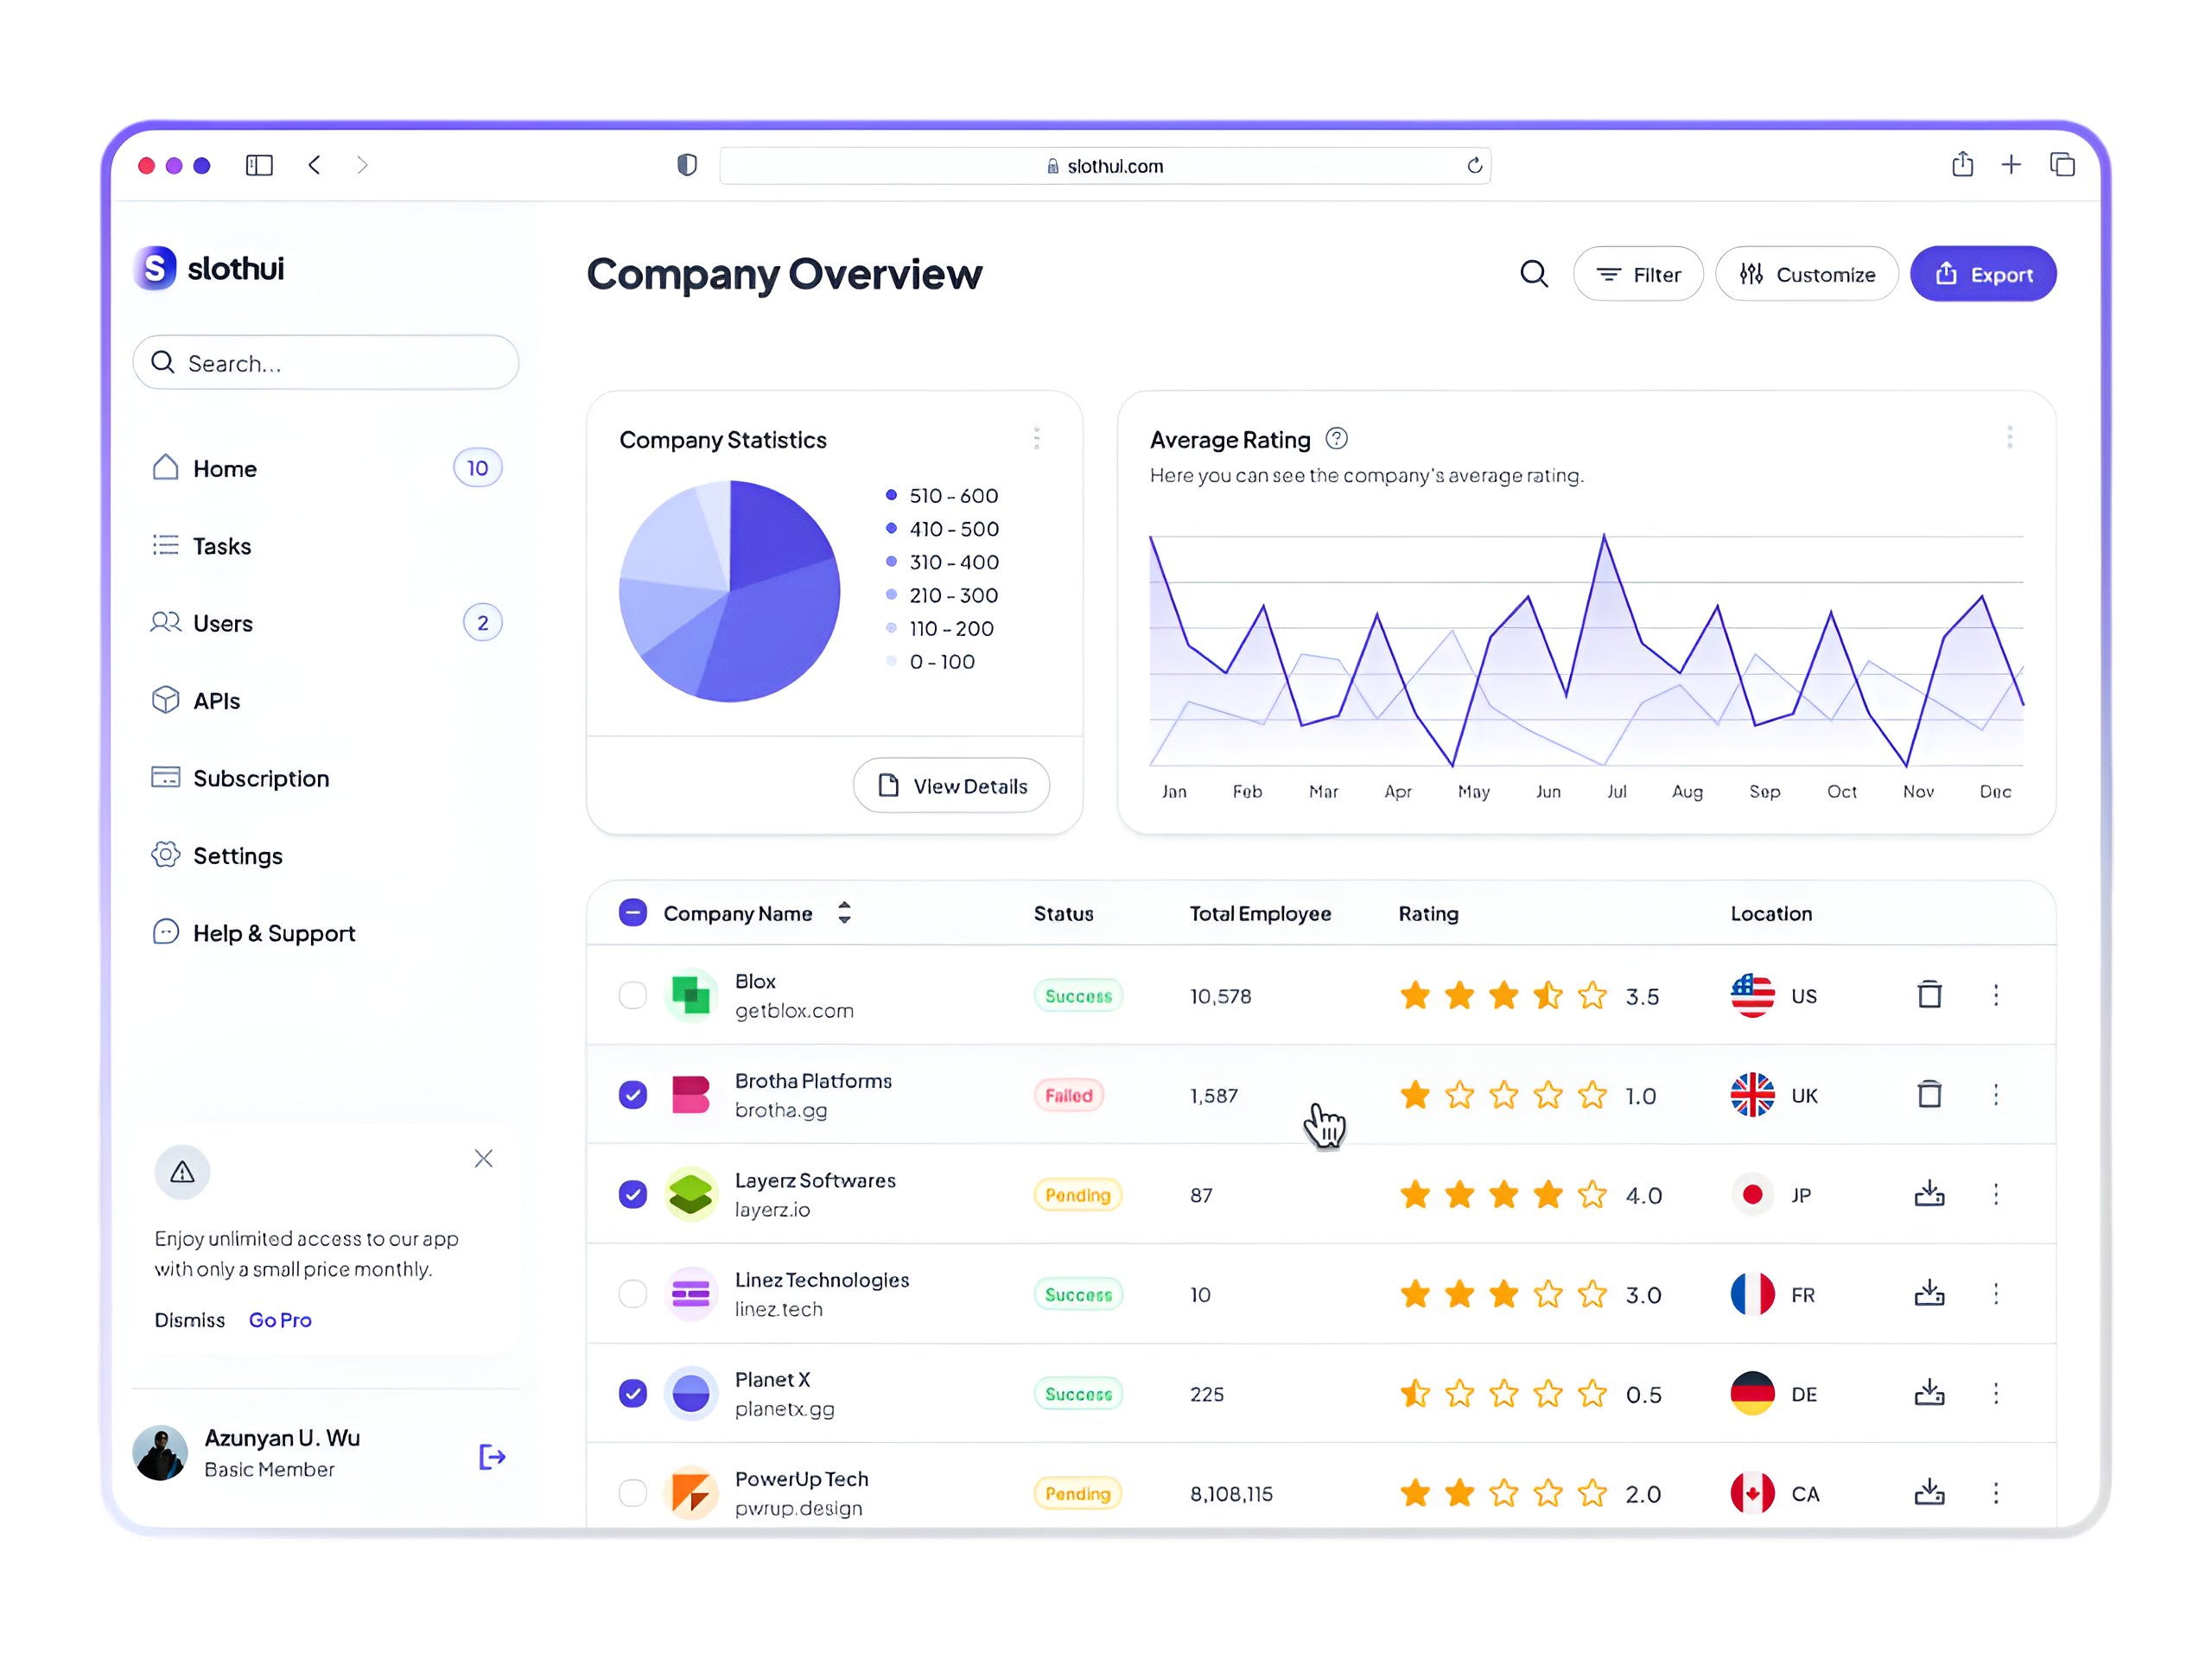 slothui.com
S slothui
Search...
Home 10
Tasks
Users 2
APIs
Subscription
Settings
Help & Support
Enjoy unlimited access to our app
with only a small price monthly.
Dismiss Go Pro
Azunyan U. Wu
Basic Member
Company Overview
Filter
Customize
Export
Company Statistics
510 - 600
410 - 500
310 - 400
210 - 300
110 - 200
0 - 100
View Details
Average Rating ?
Here you can see the company's average rating.
Jan Feb Mar Apr May Jun Jul Aug Sep Oct Nov Dec
Company Name Status Total Employee Rating Location
Blox
getblox.com
Success 10,578 3.5 US
Brotha Platforms
brotha.gg
Failed 1,587 1.0 UK
Layerz Softwares
layerz.io
Pending 87 4.0 JP
Linez Technologies
linez.tech
Success 10 3.0 FR
Planet X
planetx.gg
Success 225 0.5 DE
PowerUp Tech
pwrup.design
Pending 8,108,115 2.0 CA